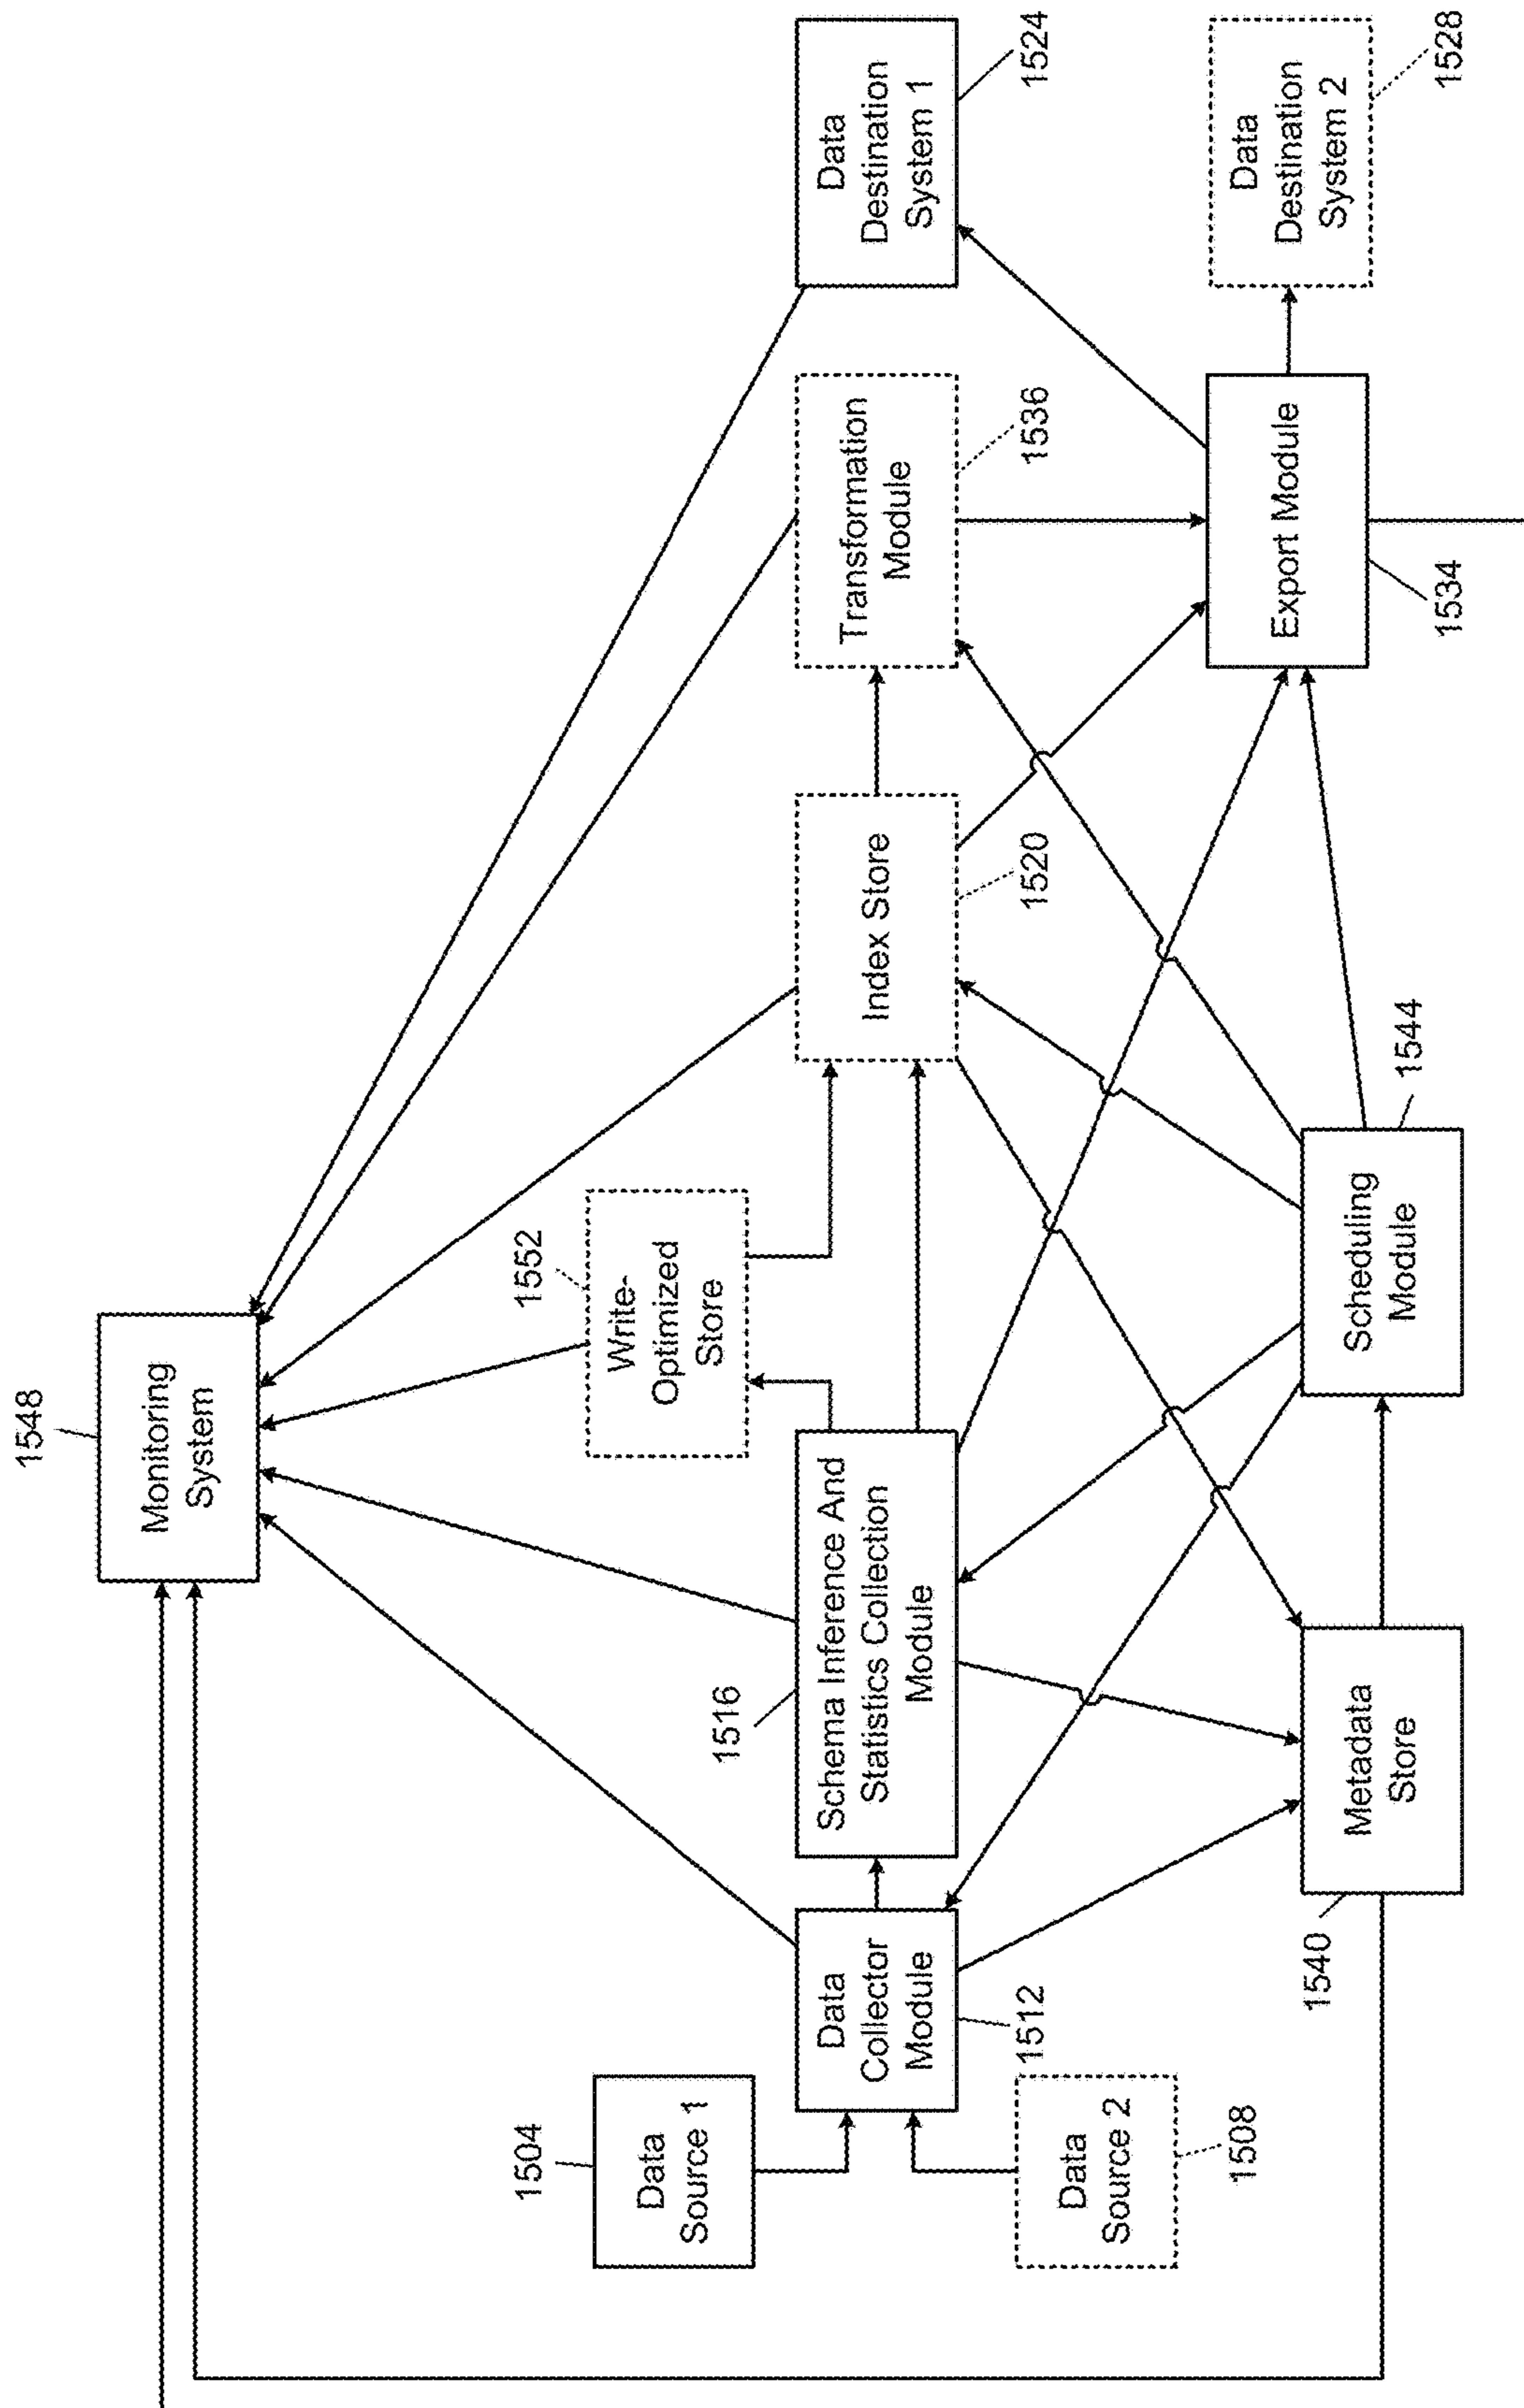 1548
Monitoring
System
1552
Write-
Optimized
Store
1504
Data
Source 1
1516
Data
Collector
Module
1512
Schema Inference And
Statistics Collection
Module
Index Store
1520
Transformation
Module
1536
Data
Destination
System 1
1524
Data
Source 2
1508
1540
Metadata
Store
Scheduling
Module
1544
Export Module
1534
Data
Destination
System 2
1528